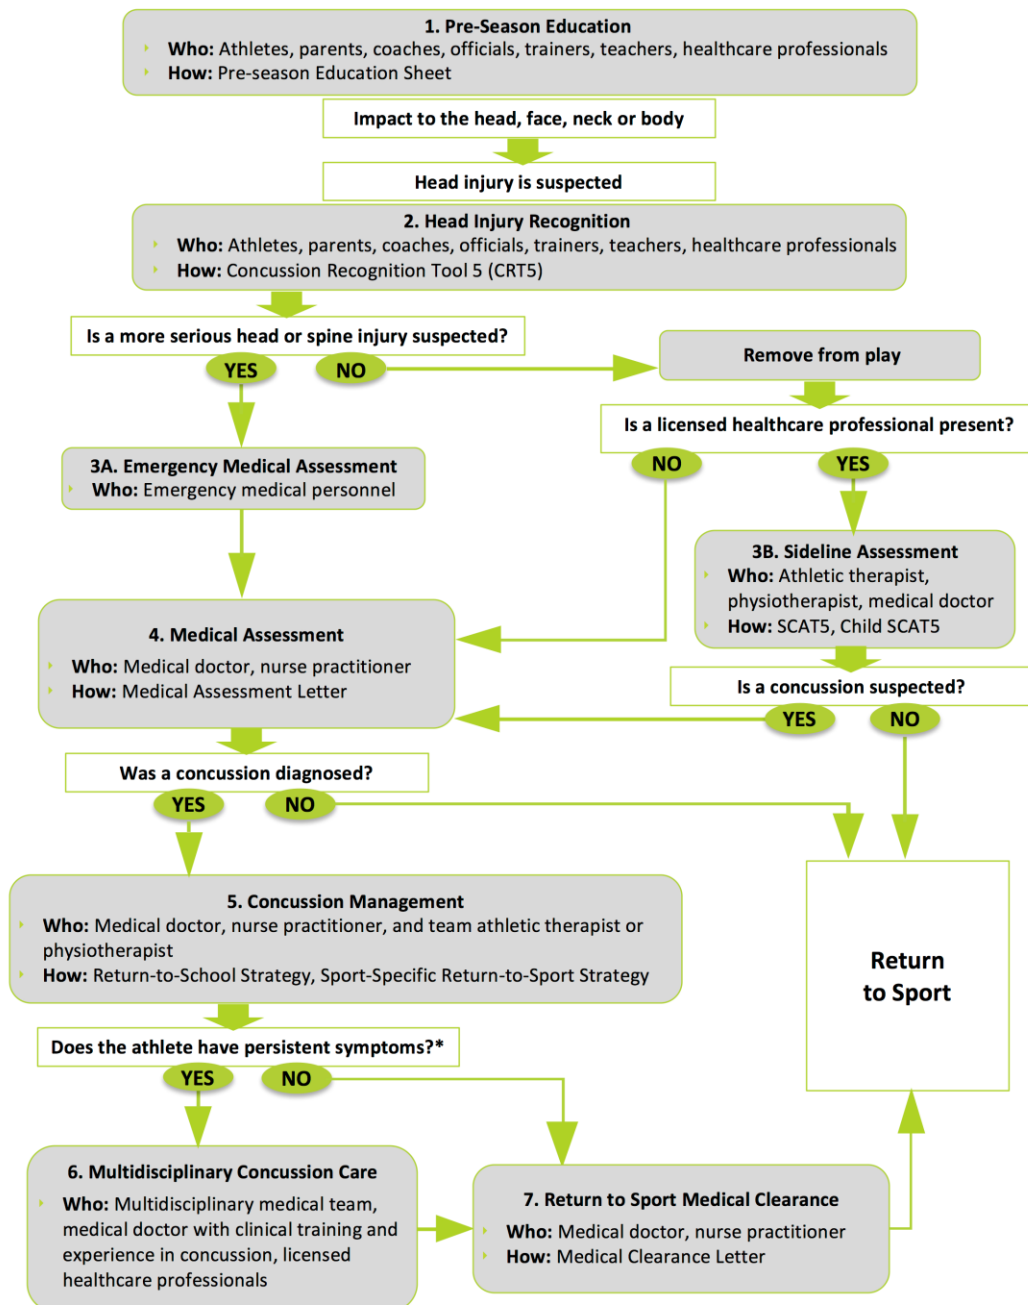 1. Pre-Season Education
Who: Athletes, parents, coaches, officials, trainers, teachers, healthcare professionals
How: Pre-season Education Sheet
Impact to the head, face, neck or body
Head injury is suspected
2. Head Injury Recognition
Who: Athletes, parents, coaches, officials, trainers, teachers, healthcare professionals
How: Concussion Recognition Tool 5 (CRT5)
Is a more serious head or spine injury suspected?
YES
NO
Remove from play
Is a licensed healthcare professional present?
NO
YES
3A. Emergency Medical Assessment
Who: Emergency medical personnel
3B. Sideline Assessment
Who: Athletic therapist,
physiotherapist, medical doctor
How: SCAT5, Child SCAT5
4. Medical Assessment
Who: Medical doctor, nurse practitioner
How: Medical Assessment Letter
Is a concussion suspected?
YES
NO
Was a concussion diagnosed?
YES
NO
5. Concussion Management
Who: Medical doctor, nurse practitioner, and team athletic therapist or
physiotherapist
How: Return-to-School Strategy, Sport-Specific Return-to-Sport Strategy
Return
to Sport
Does the athlete have persistent symptoms?*
YES
NO
6. Multidisciplinary Concussion Care
Who: Multidisciplinary medical team,
medical doctor with clinical training and
experience in concussion, licensed
healthcare professionals
7. Return to Sport Medical Clearance
Who: Medical doctor, nurse practitioner
How: Medical Clearance Letter